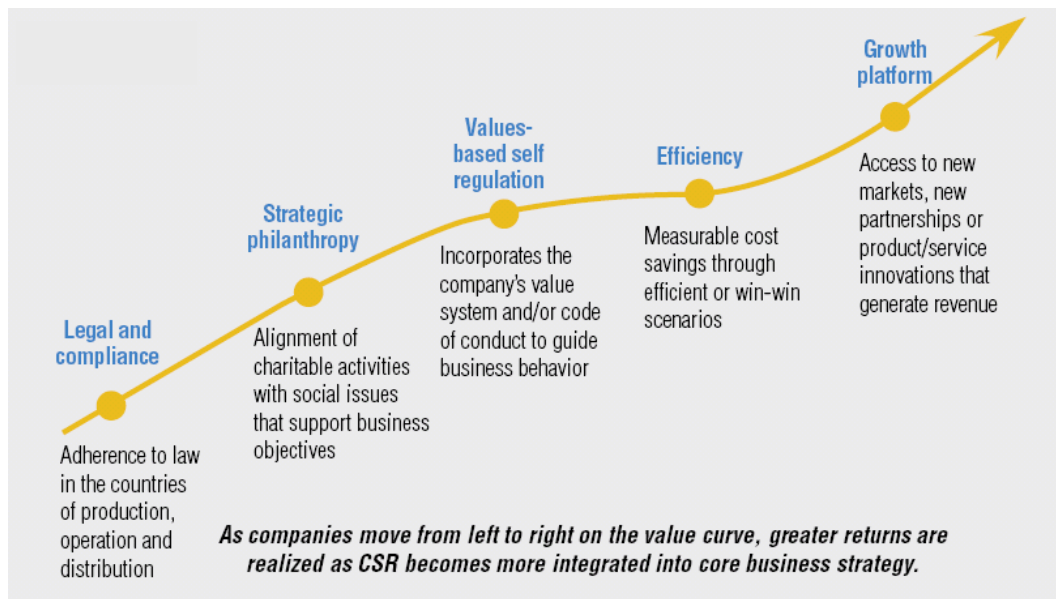 Legal and
compliance
Adherence to law
in the countries
of production,
operation and
distribution
Strategic
philanthropy
Alignment of
charitable activities
with social issues
that support business
objectives
Values-
based self
regulation
Incorporates the
company's value
system and/or code
of conduct to guide
business behavior
Efficiency
Measurable cost
savings through
efficient or win-win
scenarios
Growth
platform
Access to new
markets, new
partnerships or
product/service
innovations that
generate revenue
As companies move from left to right on the value curve, greater returns are
realized as CSR becomes more integrated into core business strategy.